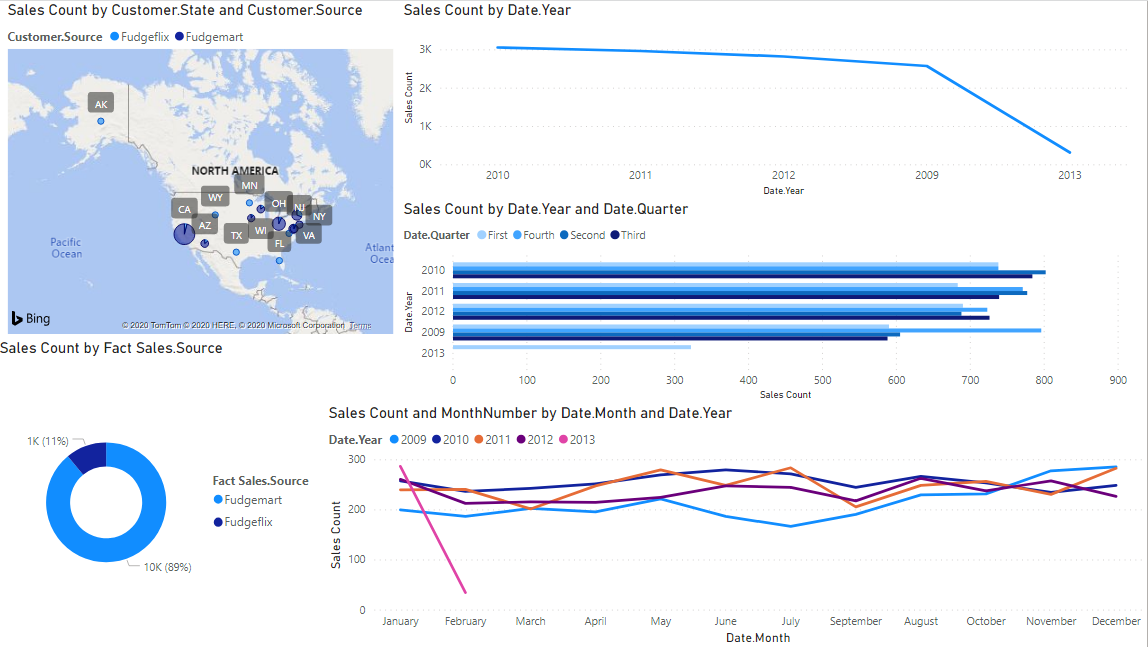 Sales Count by Customer.State and Customer.Source
Customer.Source Fudgeflix Fudgemart
AK
NORTH AMERICA
MN
WY
CA
OH
NJ
NY
AZ
TX
WI
VA
FL
Pacific
Ocean
Atlant
Ocea
Bing
© 2020 TomTom © 2020 HERE, © 2020 Microsoft Corporation Terms
Sales Count by Date.Year
Sales Count
3K
2K
1K
0K
2010 2011 2012 2009 2013
Date.Year
Sales Count by Date.Year and Date.Quarter
Date.Quarter First Fourth Second Third
Date.Year
2010
2011
2012
2009
2013
0 100 200 300 400 500 600 700 800 900
Sales Count
Sales Count by Fact Sales.Source
1K (11%)
10K (89%)
Fact Sales.Source
Fudgemart
Fudgeflix
Sales Count and MonthNumber by Date.Month and Date.Year
Date.Year 2009 2010 2011 2012 2013
Sales Count
300
200
100
0
January February March April May June July September August October November December
Date.Month